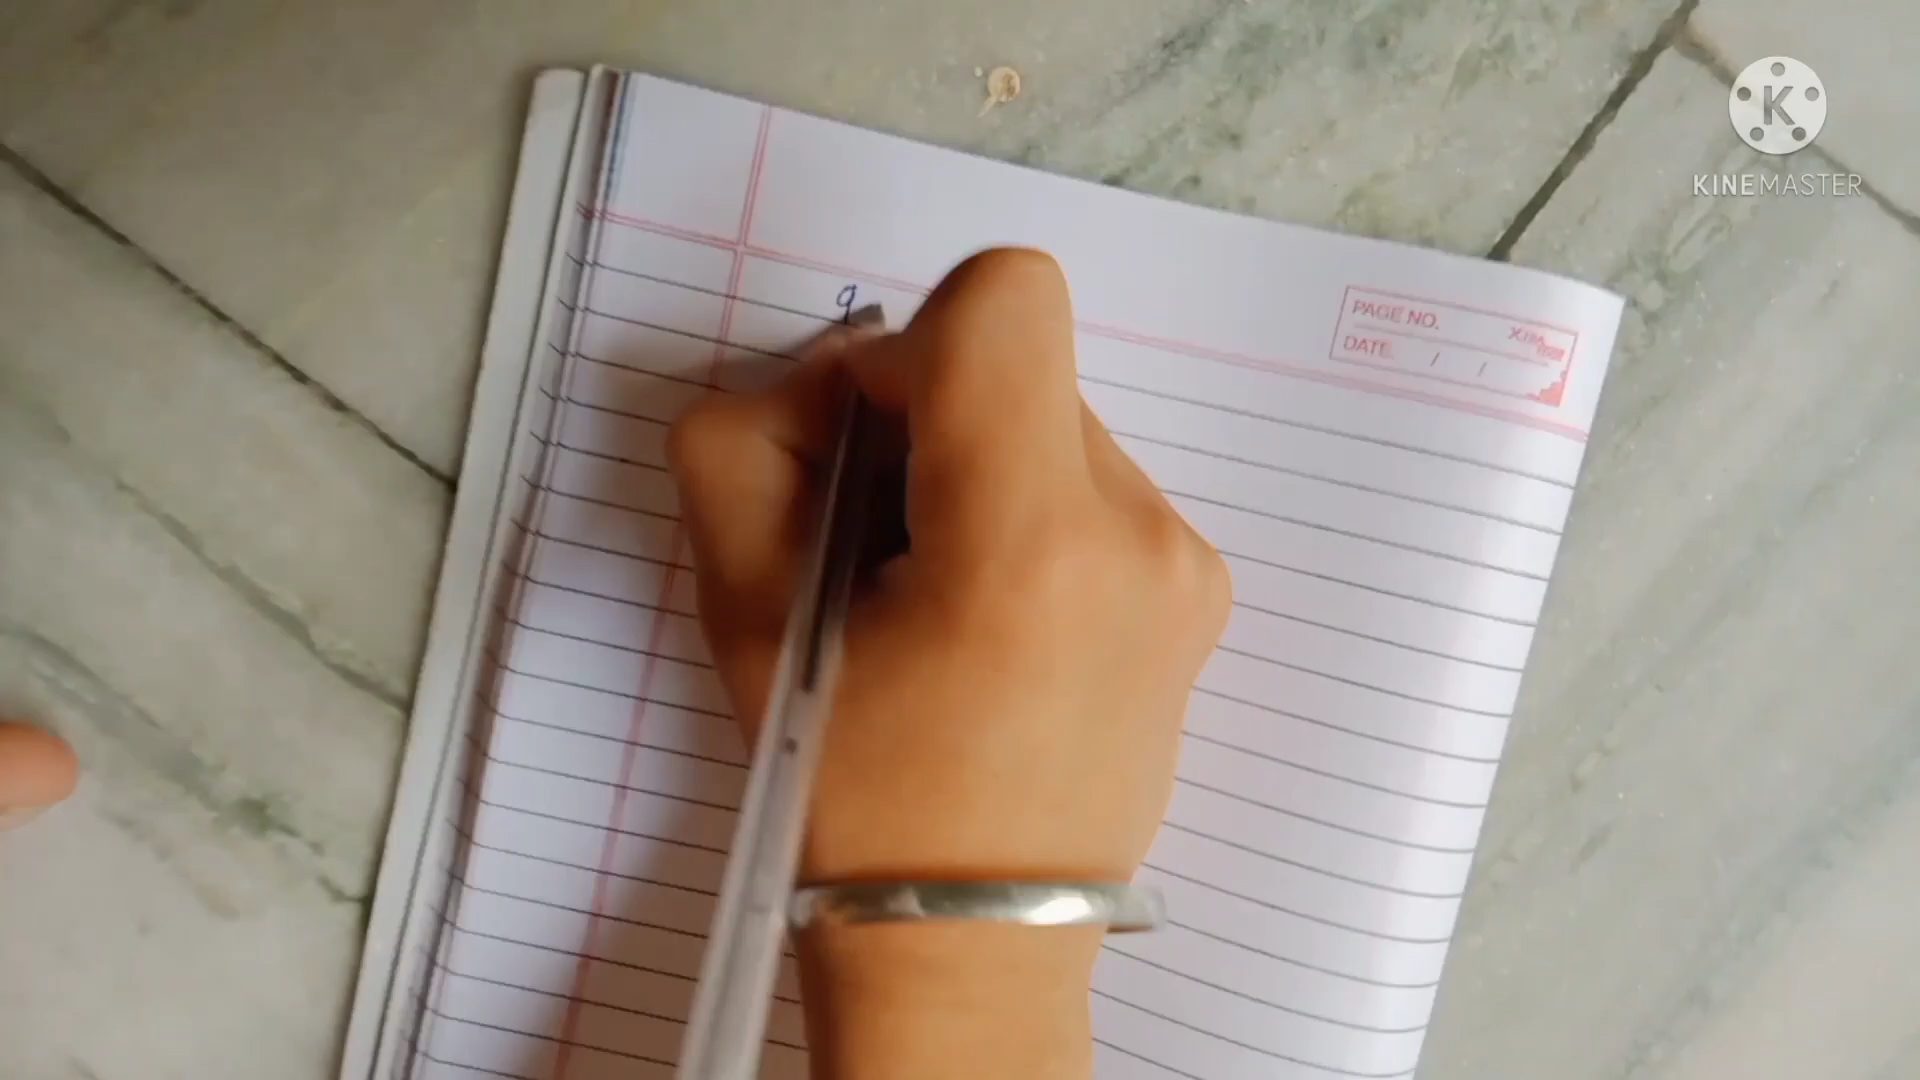 KINEMASTER
PAGE NO.
DATE / /
9